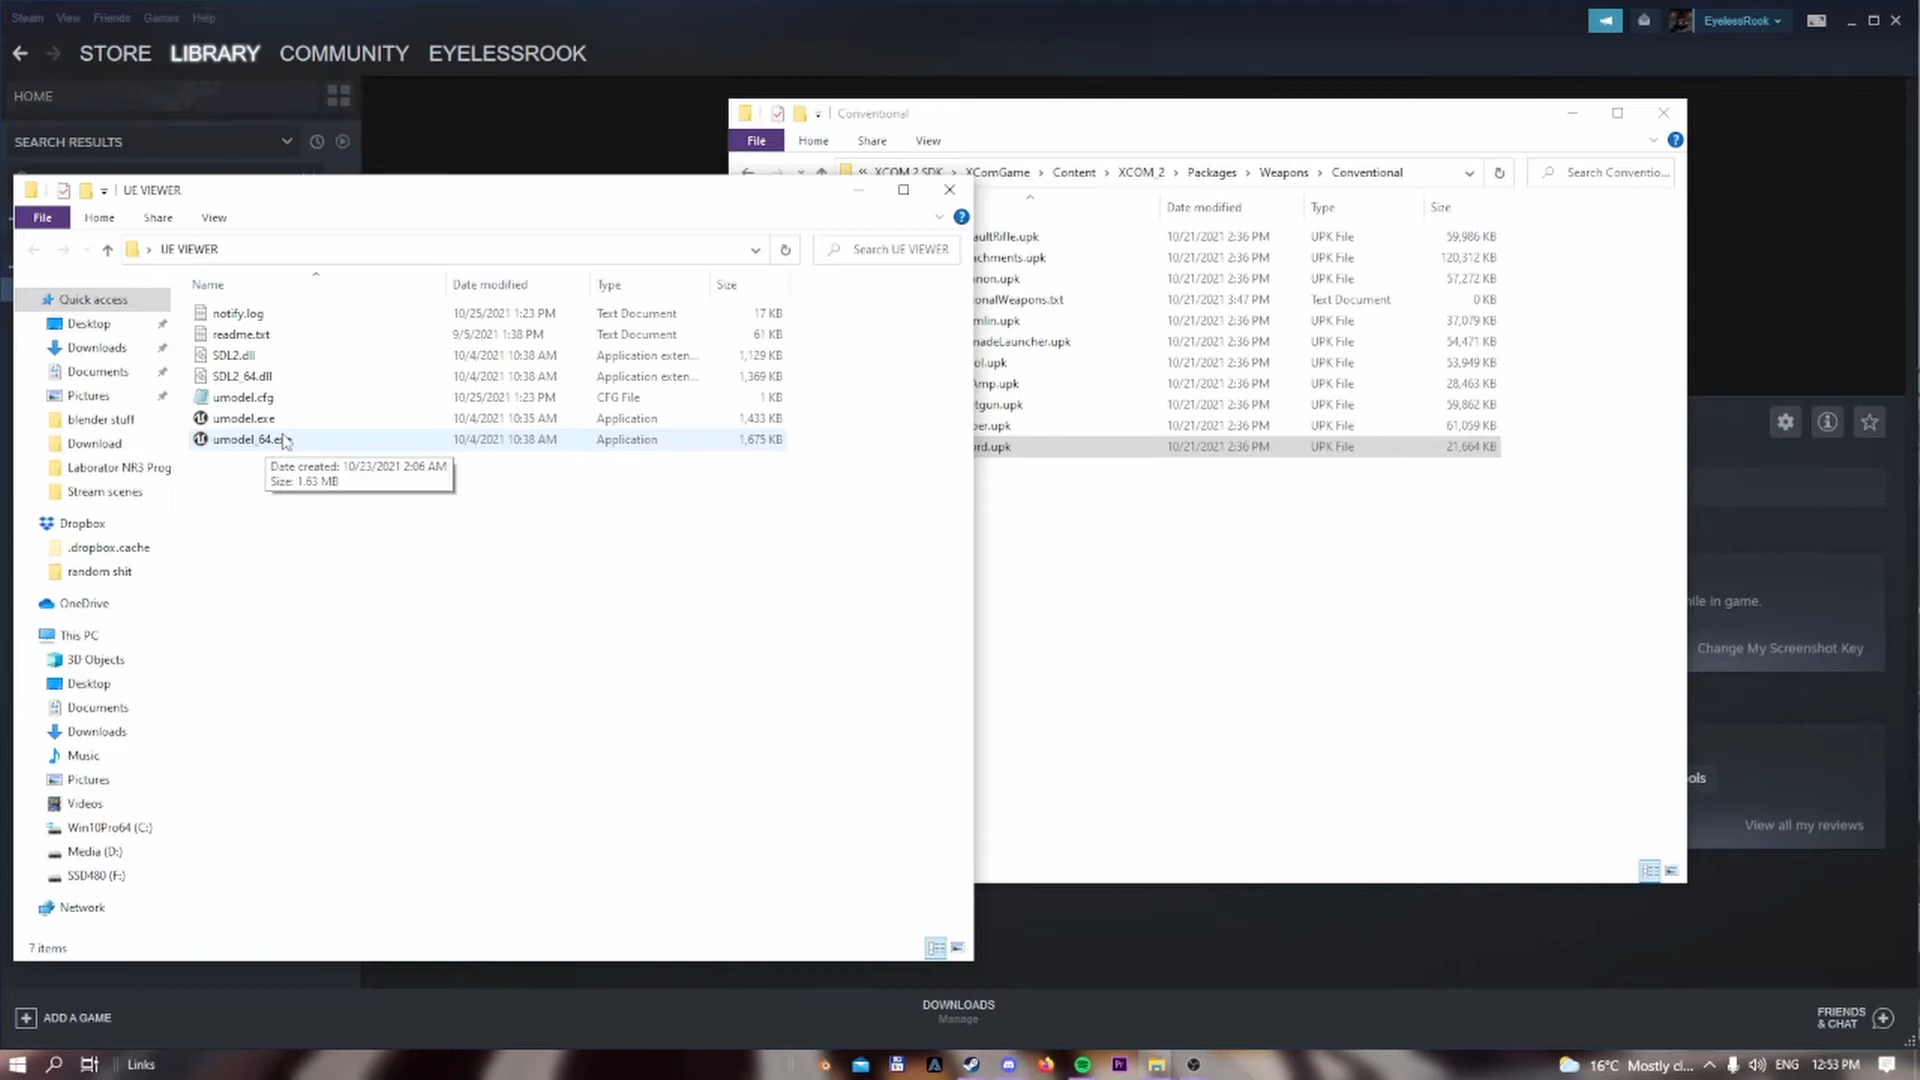 Steam View Friends Games Help
EyelessRook
STORE LIBRARY COMMUNITY EYELESSROOK
HOME
SEARCH RESULTS
Conventional
File Home Share View
XCOM 2 SDK > XComGame > Content > XCOM_2 > Packages > Weapons > Conventional
Search Conventio...
Date modified Type Size
aultRifle.upk 10/21/2021 2:36 PM UPK File 59,986 KB
achments.upk 10/21/2021 2:36 PM UPK File 120,312 KB
non.upk 10/21/2021 2:36 PM UPK File 57,272 KB
onalWeapons.txt 10/21/2021 3:47 PM Text Document 0 KB
mlin.upk 10/21/2021 2:36 PM UPK File 37,079 KB
nadeLauncher.upk 10/21/2021 2:36 PM UPK File 54,471 KB
ol.upk 10/21/2021 2:36 PM UPK File 53,949 KB
Amp.upk 10/21/2021 2:36 PM UPK File 28,463 KB
tgun.upk 10/21/2021 2:36 PM UPK File 59,862 KB
per.upk 10/21/2021 2:36 PM UPK File 61,059 KB
ord.upk 10/21/2021 2:36 PM UPK File 21,664 KB
UE VIEWER
File Home Share View
> UE VIEWER
Search UE VIEWER
Name Date modified Type Size
notify.log 10/25/2021 1:23 PM Text Document 17 KB
readme.txt 9/5/2021 1:38 PM Text Document 61 KB
SDL2.dll 10/4/2021 10:38 AM Application exten... 1,129 KB
SDL2_64.dll 10/4/2021 10:38 AM Application exten... 1,369 KB
umodel.cfg 10/25/2021 1:23 PM CFG File 1 KB
umodel.exe 10/4/2021 10:35 AM Application 1,433 KB
umodel_64.exe 10/4/2021 10:38 AM Application 1,675 KB
Date created: 10/23/2021 2:06 AM
Size: 1.63 MB
Quick access
Desktop
Downloads
Documents
Pictures
blender stuff
Download
Laborator NR3 Prog
Stream scenes
Dropbox
.dropbox.cache
random shit
OneDrive
This PC
3D Objects
Desktop
Documents
Downloads
Music
Pictures
Videos
Win10Pro64 (C:)
Media (D:)
SSD480 (F:)
Network
7 items
hile in game.
Change My Screenshot Key
ols
View all my reviews
ADD A GAME
DOWNLOADS
Manage
FRIENDS
& CHAT
Links
16°C Mostly cl...
ENG 12:53 PM